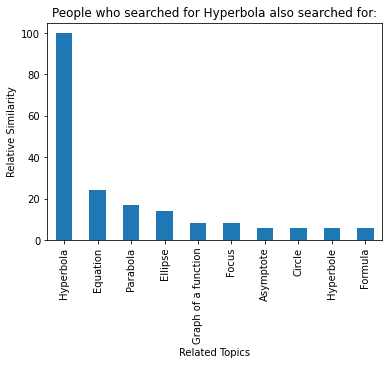 People who searched for Hyperbola also searched for:
100
80
60
40
20
0
Relative Similarity
Hyperbola
Equation
Parabola
Ellipse
Graph of a function
Focus
Asymptote
Circle
Hyperbole
Formula
Related Topics